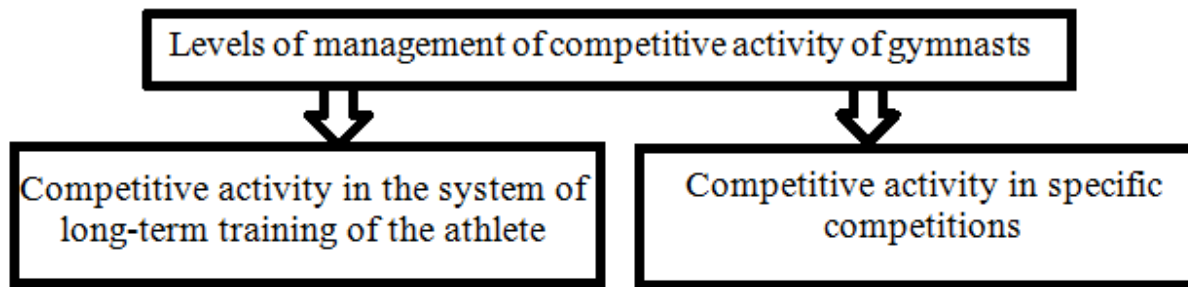 Levels of management of competitive activity of gymnasts
Competitive activity in the system of
long-term training of the athlete
Competitive activity in specific
competitions